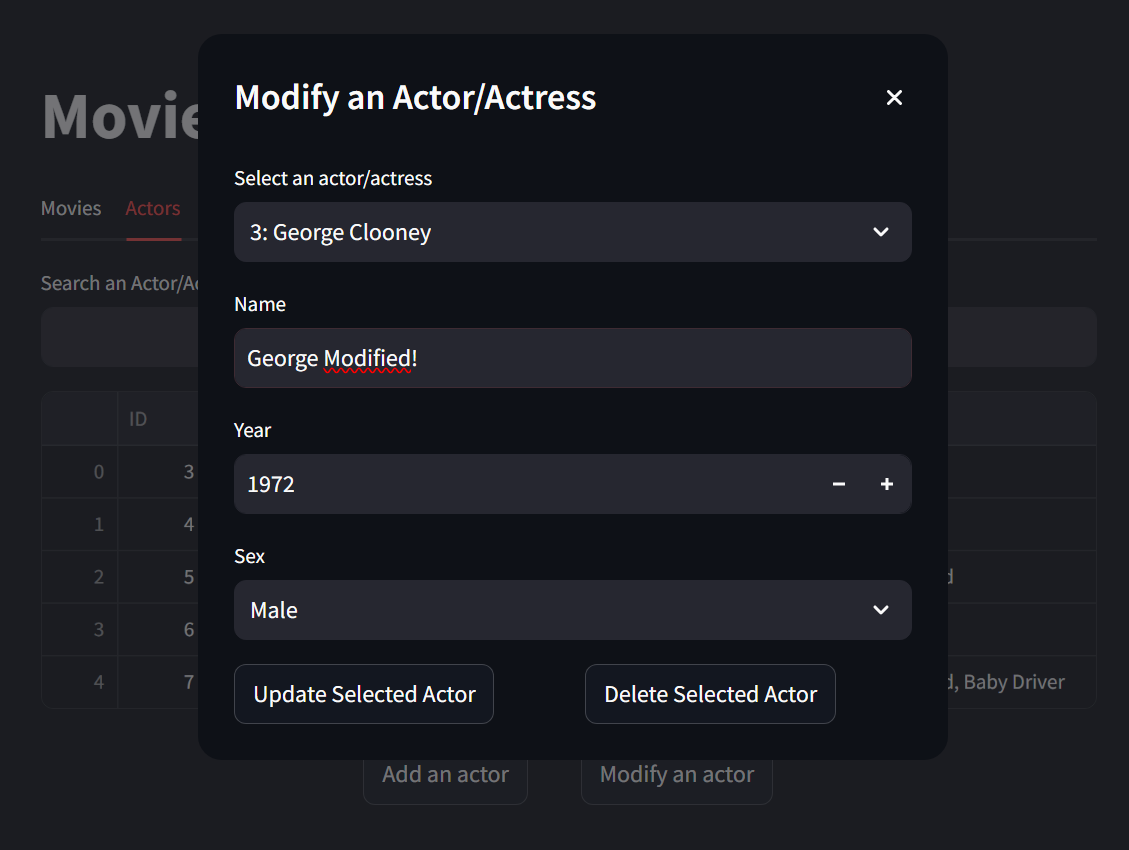 Modify an Actor/Actress
Movie
Movies Actors
Select an actor/actress
3: George Clooney
Search an Actor/A
Name
George Modified!
Year
1972
Sex
Male
ID
0 3
1 4
2 5
3 6
4 7
, Baby Driver
Update Selected Actor Delete Selected Actor
Add an actor Modify an actor